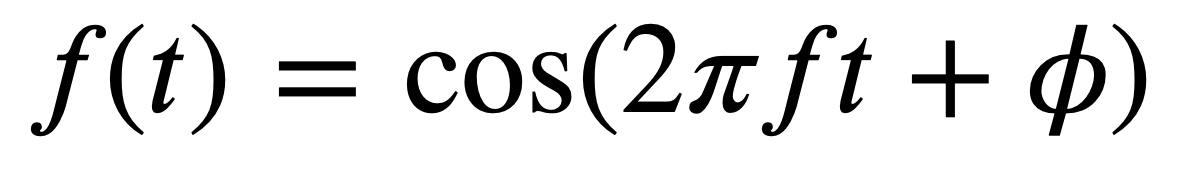 f(t) = cos(2πft + ϕ)